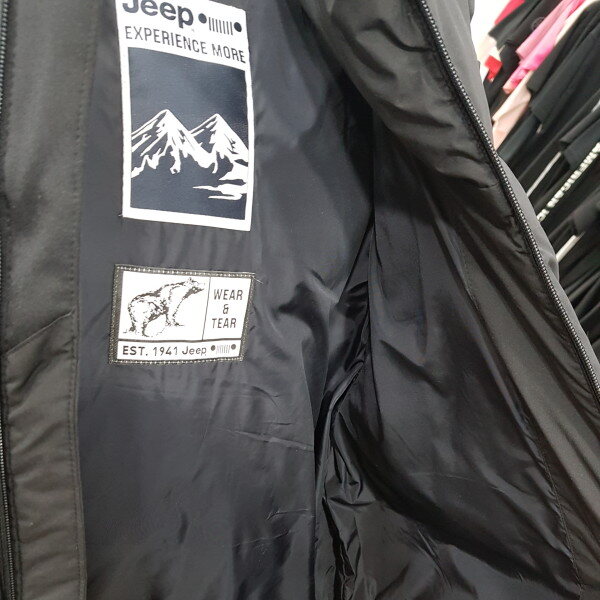 Jeep
EXPERIENCE MORE
WEAR
&
TEAR
EST. 1941 Jeep